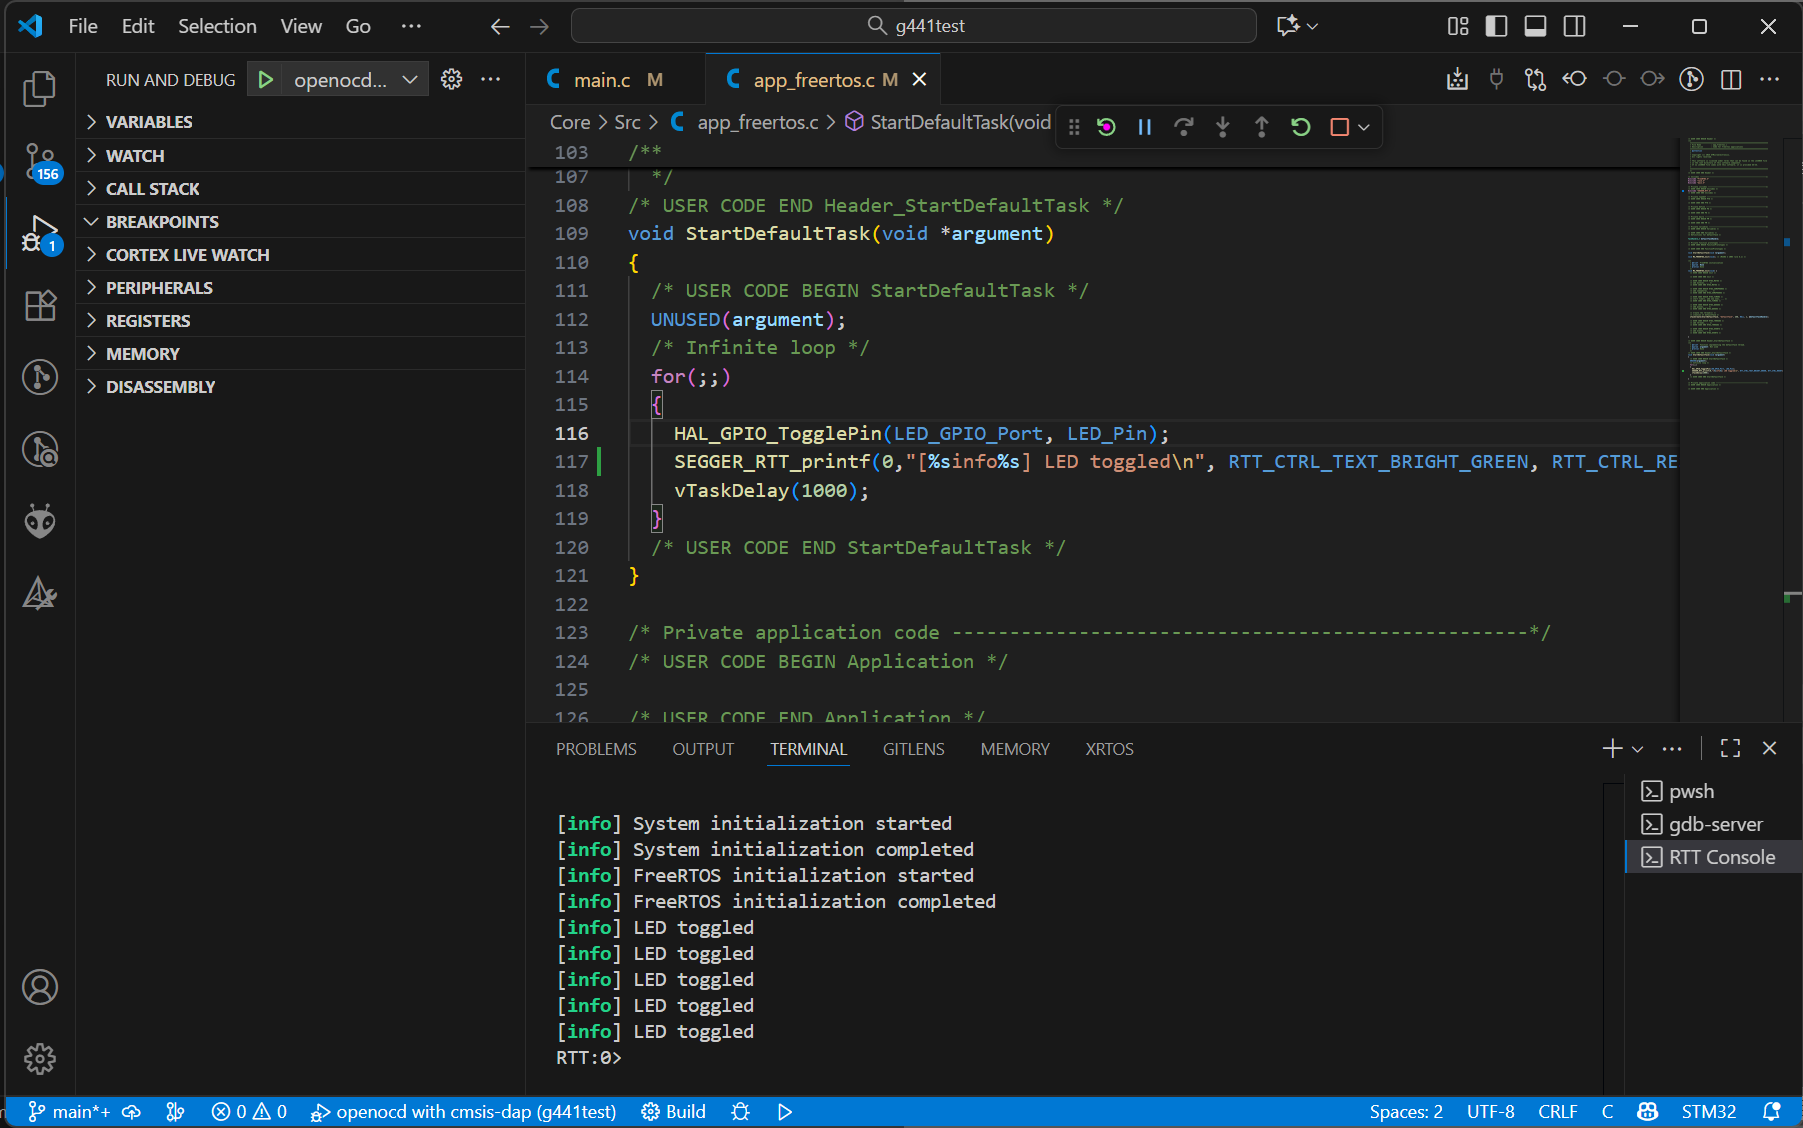 File Edit Selection View Go ··· g441test
RUN AND DEBUG openocd... ···
VARIABLES
WATCH
CALL STACK
BREAKPOINTS
CORTEX LIVE WATCH
PERIPHERALS
REGISTERS
MEMORY
DISASSEMBLY
156
1
main.c M app_freertos.c M
Core > Src > C app_freertos.c > StartDefaultTask(void
103 /**
107 */
108 /* USER CODE END Header_StartDefaultTask */
109 void StartDefaultTask(void *argument)
110 {
111 /* USER CODE BEGIN StartDefaultTask */
112 UNUSED(argument);
113 /* Infinite loop */
114 for(;;)
115 {
116 HAL_GPIO_TogglePin(LED_GPIO_Port, LED_Pin);
117 SEGGER_RTT_printf(0,"[%sinfo%s] LED toggled\n", RTT_CTRL_TEXT_BRIGHT_GREEN, RTT_CTRL_RE
118 vTaskDelay(1000);
119 }
120 /* USER CODE END StartDefaultTask */
121 }
122
123 /* Private application code --------------------------------------------------*/
124 /* USER CODE BEGIN Application */
125
126 /* USER CODE END Application */
PROBLEMS OUTPUT TERMINAL GITLENS MEMORY XRTOS
[info] System initialization started
[info] System initialization completed
[info] FreeRTOS initialization started
[info] FreeRTOS initialization completed
[info] LED toggled
[info] LED toggled
[info] LED toggled
[info] LED toggled
[info] LED toggled
RTT:0>
pwsh
gdb-server
RTT Console
main*+ 0 0 openocd with cmsis-dap (g441test) Build Spaces: 2 UTF-8 CRLF C STM32